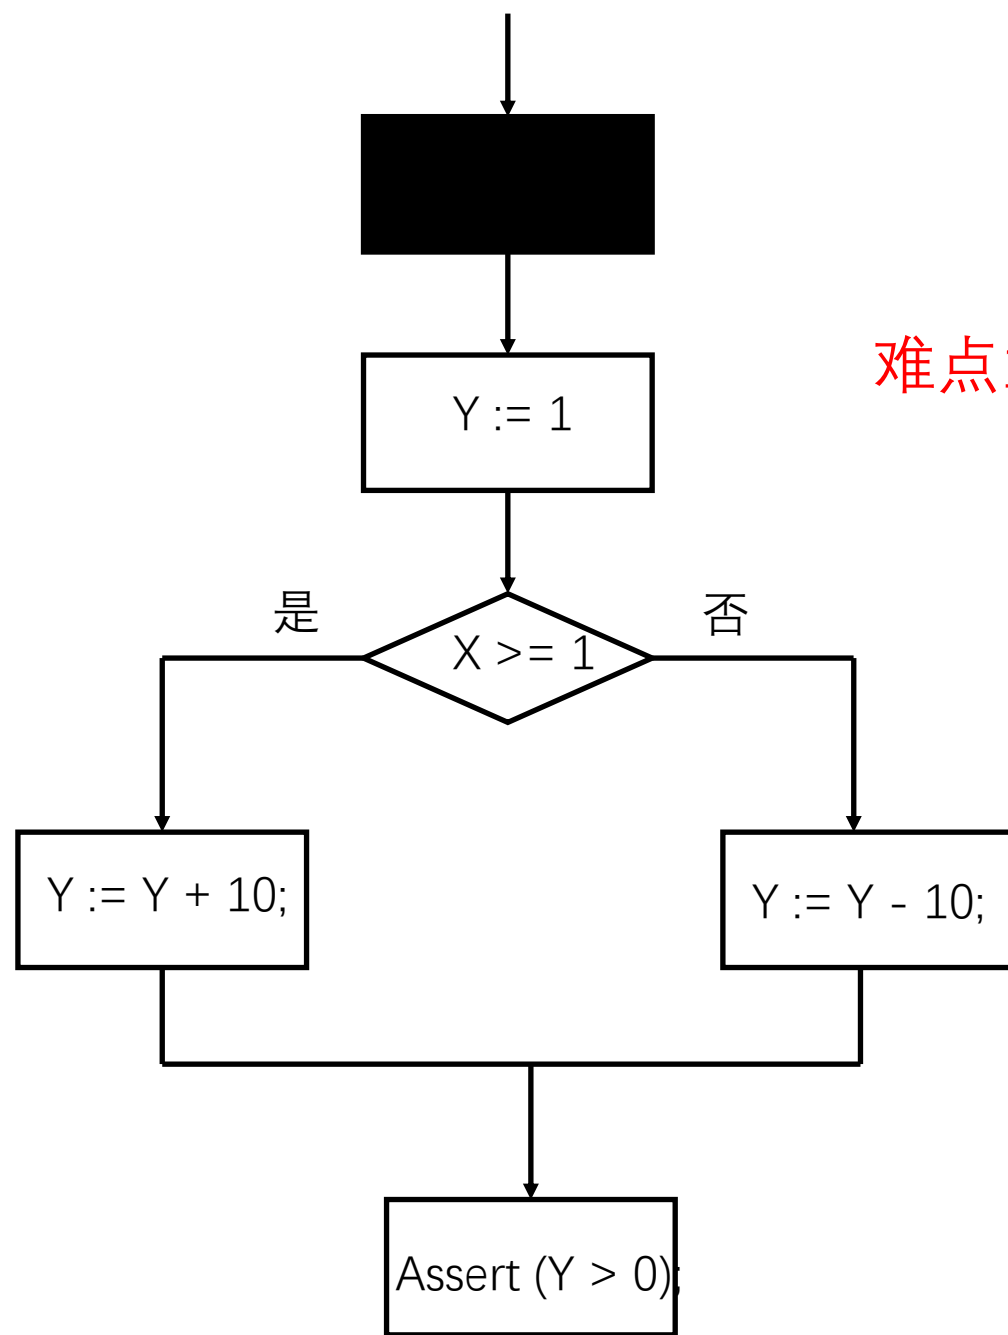 难点
Y := 1
是
否
X >= 1
Y := Y + 10;
Y := Y - 10;
Assert (Y > 0);